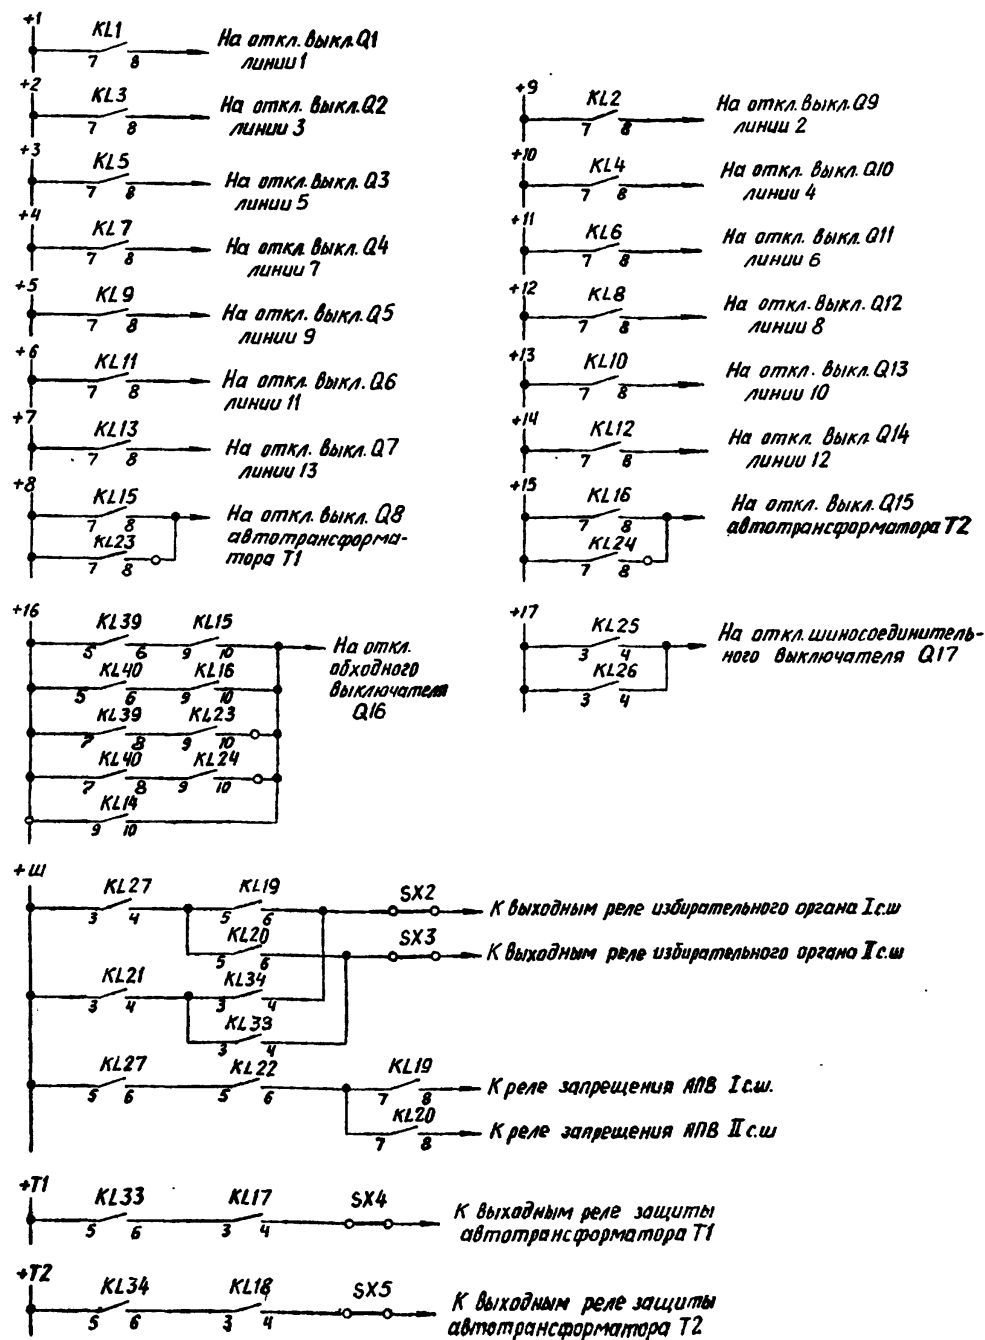 +1
KL1
7 8
На откл. выкл. Q1
линии 1
+2
KL3
7 8
На откл. выкл. Q2
линии 3
+3
KL5
7 8
На откл. выкл. Q3
линии 5
+4
KL7
7 8
На откл. выкл. Q4
линии 7
+5
KL9
7 8
На откл. выкл. Q5
линии 9
+6
KL11
7 8
На откл. выкл. Q6
линии 11
+7
KL13
7 8
На откл. выкл. Q7
линии 13
+8
KL15
7 8
KL23
7 8
На откл. выкл. Q8
автотрансформа-
тора T1
+9
KL2
7 8
На откл. выкл. Q9
линии 2
+10
KL4
7 8
На откл. выкл. Q10
линии 4
+11
KL6
7 8
На откл. выкл. Q11
линии 6
+12
KL8
7 8
На откл. выкл. Q12
линии 8
+13
KL10
7 8
На откл. выкл. Q13
линии 10
+14
KL12
7 8
На откл. выкл. Q14
линии 12
+15
KL16
7 8
KL24
7 8
На откл. выкл. Q15
автотрансформатора T2
+16
KL39 KL15
5 6 9 10
KL40 KL16
5 6 9 10
KL39 KL23
7 8 9 10
KL40 KL24
7 8 9 10
KL14
9 10
На откл.
обходного
выключателя
Q16
+17
KL25
3 4
KL26
3 4
На откл. шиносоединитель-
ного выключателя Q17
+Ш
KL27 KL19 SX2
3 4 5 6
К выходным реле избирательного органа I с.ш
KL20 SX3
5 6
К выходным реле избирательного органа II с.ш
KL21 KL34
3 4 3 4
KL33
3 4
KL27 KL22 KL19
5 6 5 6 7 8
К реле запрещения АПВ I с.ш.
KL20
7 8
К реле запрещения АПВ II с.ш
+T1
KL33 KL17 SX4
5 6 3 4
К выходным реле защиты
автотрансформатора T1
+T2
KL34 KL18 SX5
5 6 3 4
К выходным реле защиты
автотрансформатора T2